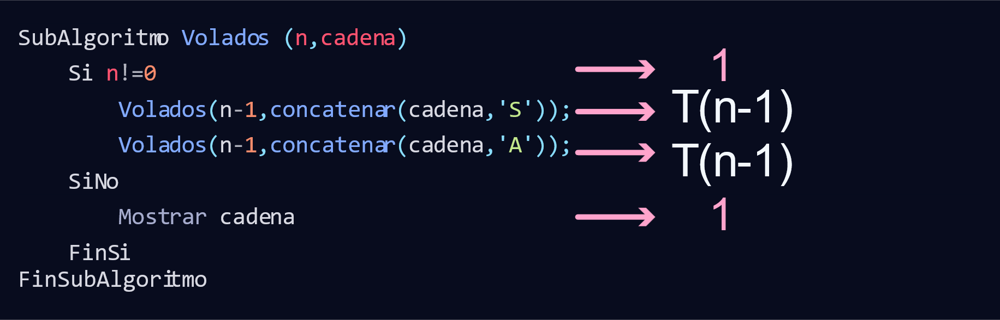 SubAlgoritmo Volados (n,cadena)
Si n!=0 1
Volados(n-1,concatenar(cadena,'S')); T(n-1)
Volados(n-1,concatenar(cadena,'A')); T(n-1)
SiNo
Mostrar cadena 1
FinSi
FinSubAlgoritmo